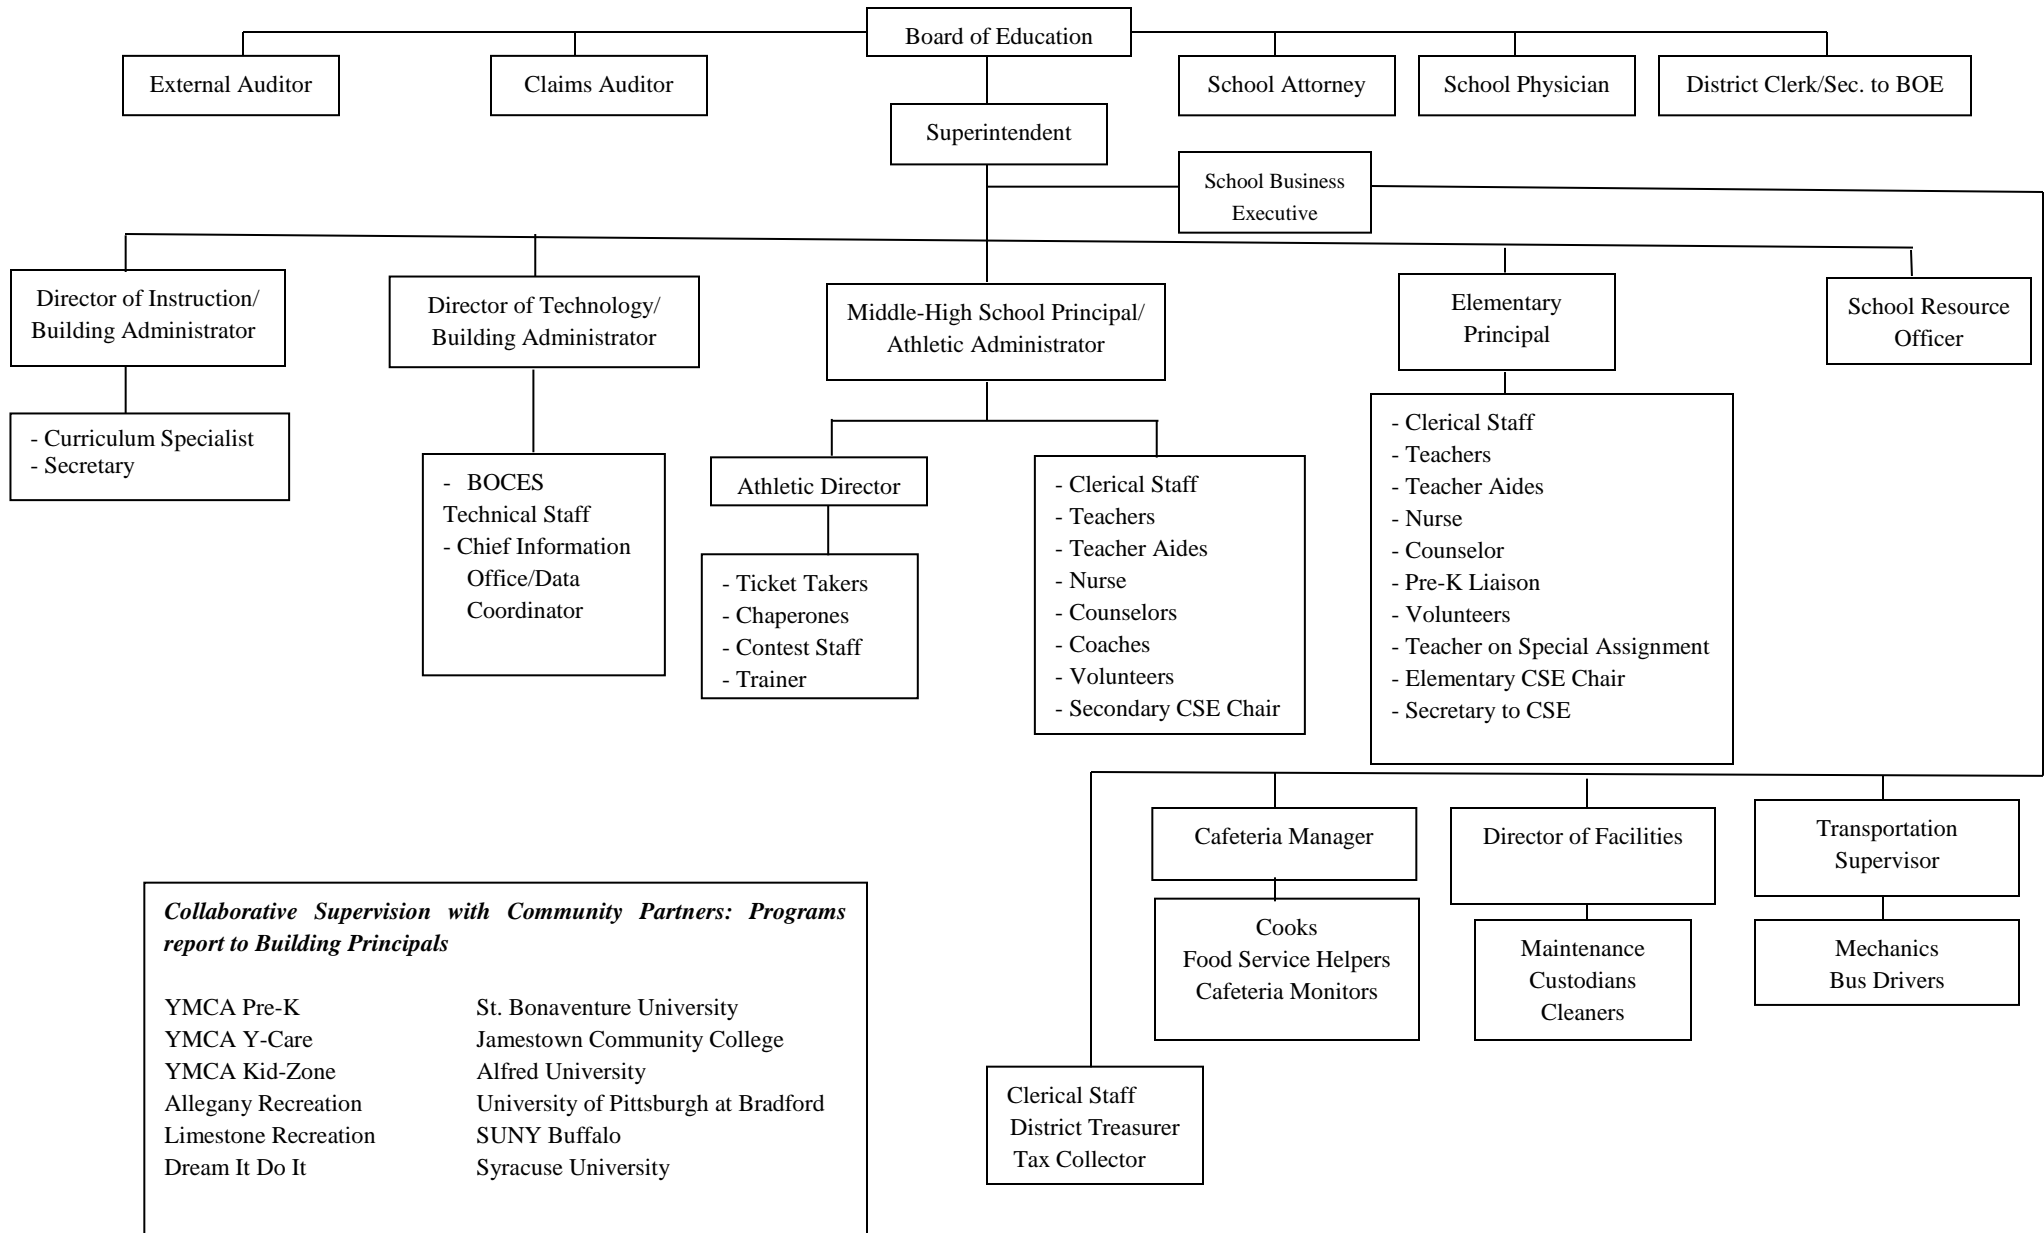 Board of Education
External Auditor
Claims Auditor
School Attorney
School Physician
District Clerk/Sec. to BOE
Superintendent
School Business
Executive
Director of Instruction/
Building Administrator
Director of Technology/
Building Administrator
Middle-High School Principal/
Athletic Administrator
Elementary
Principal
School Resource
Officer
- Curriculum Specialist
- Secretary
- BOCES
Technical Staff
- Chief Information
Office/Data
Coordinator
Athletic Director
- Ticket Takers
- Chaperones
- Contest Staff
- Trainer
- Clerical Staff
- Teachers
- Teacher Aides
- Nurse
- Counselors
- Coaches
- Volunteers
- Secondary CSE Chair
- Clerical Staff
- Teachers
- Teacher Aides
- Nurse
- Counselor
- Pre-K Liaison
- Volunteers
- Teacher on Special Assignment
- Elementary CSE Chair
- Secretary to CSE
Cafeteria Manager
Director of Facilities
Transportation
Supervisor
Cooks
Food Service Helpers
Cafeteria Monitors
Maintenance
Custodians
Cleaners
Mechanics
Bus Drivers
Clerical Staff
District Treasurer
Tax Collector
Collaborative Supervision with Community Partners: Programs
report to Building Principals
YMCA Pre-K St. Bonaventure University
YMCA Y-Care Jamestown Community College
YMCA Kid-Zone Alfred University
Allegany Recreation University of Pittsburgh at Bradford
Limestone Recreation SUNY Buffalo
Dream It Do It Syracuse University